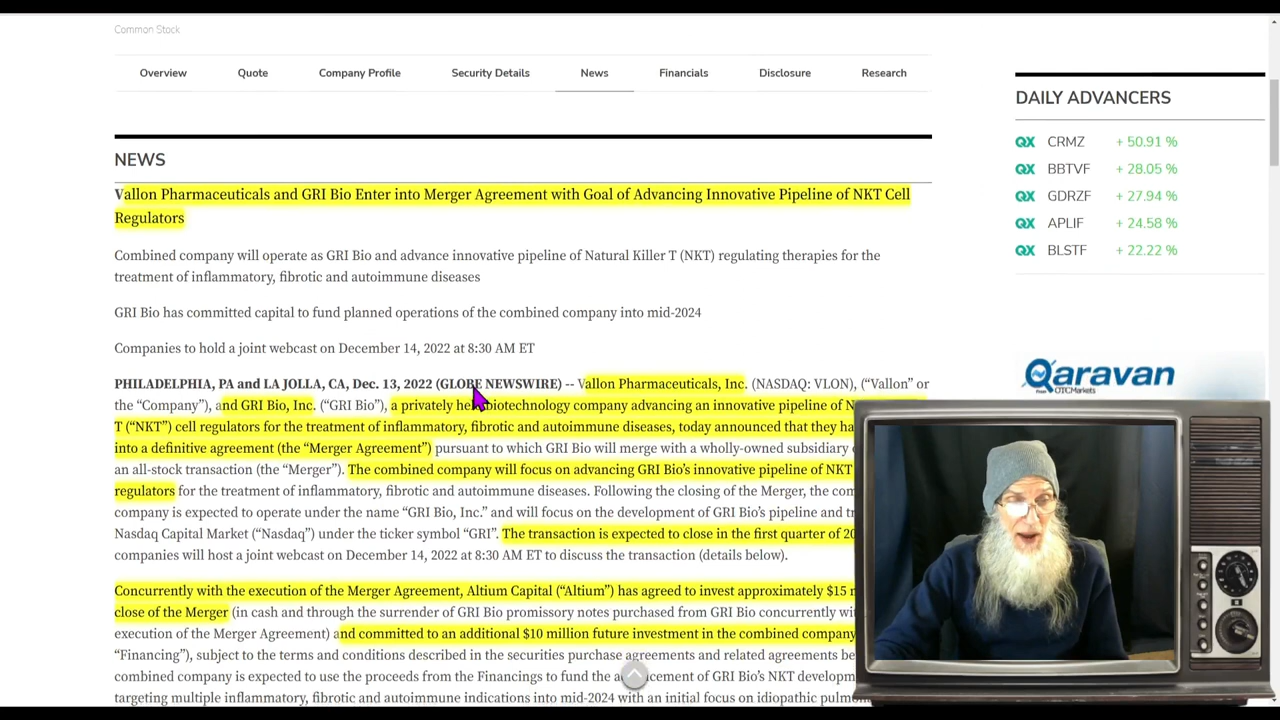 Common Stock
Overview Quote Company Profile Security Details News Financials Disclosure Research
NEWS
Vallon Pharmaceuticals and GRI Bio Enter into Merger Agreement with Goal of Advancing Innovative Pipeline of NKT Cell
Regulators
Combined company will operate as GRI Bio and advance innovative pipeline of Natural Killer T (NKT) regulating therapies for the
treatment of inflammatory, fibrotic and autoimmune diseases
GRI Bio has committed capital to fund planned operations of the combined company into mid-2024
Companies to hold a joint webcast on December 14, 2022 at 8:30 AM ET
PHILADELPHIA, PA and LA JOLLA, CA, Dec. 13, 2022 (GLOBE NEWSWIRE) -- Vallon Pharmaceuticals, Inc. (NASDAQ: VLON), (“Vallon” or
the “Company”), and GRI Bio, Inc. (“GRI Bio”), a privately biotechnology company advancing an innovative pipeline of
T (“NKT”) cell regulators for the treatment of inflammatory, fibrotic and autoimmune diseases, today announced that they
into a definitive agreement (the “Merger Agreement”) pursuant to which GRI Bio will merge with a wholly-owned subsidiary
an all-stock transaction (the “Merger”). The combined company will focus on advancing GRI Bio’s innovative pipeline of NKT
regulators for the treatment of inflammatory, fibrotic and autoimmune diseases. Following the closing of the Merger, the
company is expected to operate under the name “GRI Bio, Inc.” and will focus on the development of GRI Bio’s pipeline and
Nasdaq Capital Market (“Nasdaq”) under the ticker symbol “GRI”. The transaction is expected to close in the first quarter of
companies will host a joint webcast on December 14, 2022 at 8:30 AM ET to discuss the transaction (details below).
Concurrently with the execution of the Merger Agreement, Altium Capital (“Altium”) has agreed to invest approximately $15
close of the Merger (in cash and through the surrender of GRI Bio promissory notes purchased from GRI Bio concurrently
execution of the Merger Agreement) and committed to an additional $10 million future investment in the combined company
“Financing”), subject to the terms and conditions described in the securities purchase agreements and related agreements
combined company is expected to use the proceeds from the Financings to fund the of GRI Bio’s NKT
targeting multiple inflammatory, fibrotic and autoimmune indications into mid-2024 with an initial focus on idiopathic
DAILY ADVANCERS
QX CRMZ + 50.91 %
QX BBTVF + 28.05 %
QX GDRZF + 27.94 %
QX APLIF + 24.58 %
QX BLSTF + 22.22 %
Qaravan
OTCMarkets